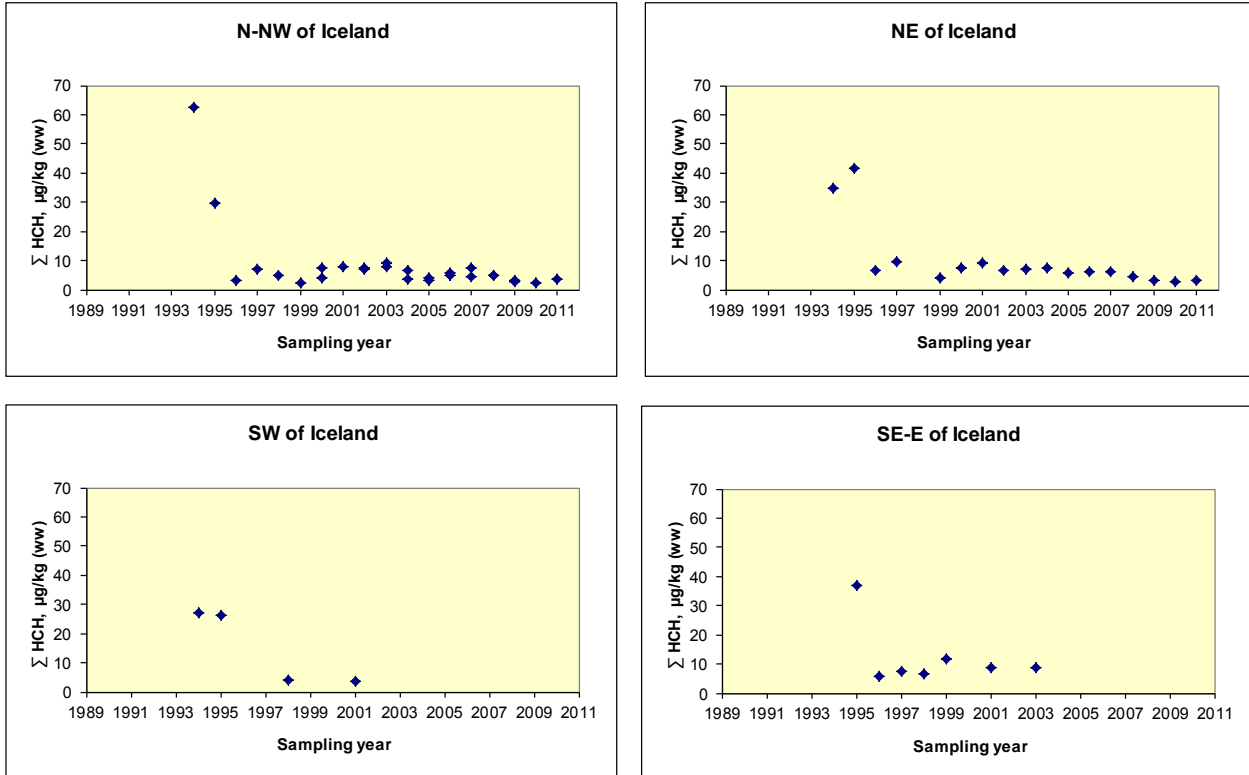 N-NW of Iceland
∑ HCH, µg/kg (ww)
70
60
50
40
30
20
10
0
1989 1991 1993 1995 1997 1999 2001 2003 2005 2007 2009 2011
Sampling year
NE of Iceland
∑ HCH, µg/kg (ww)
70
60
50
40
30
20
10
0
1989 1991 1993 1995 1997 1999 2001 2003 2005 2007 2009 2011
Sampling year
SW of Iceland
∑ HCH, µg/kg (ww)
70
60
50
40
30
20
10
0
1989 1991 1993 1995 1997 1999 2001 2003 2005 2007 2009 2011
Sampling year
SE-E of Iceland
∑ HCH, µg/kg (ww)
70
60
50
40
30
20
10
0
1989 1991 1993 1995 1997 1999 2001 2003 2005 2007 2009 2011
Sampling year